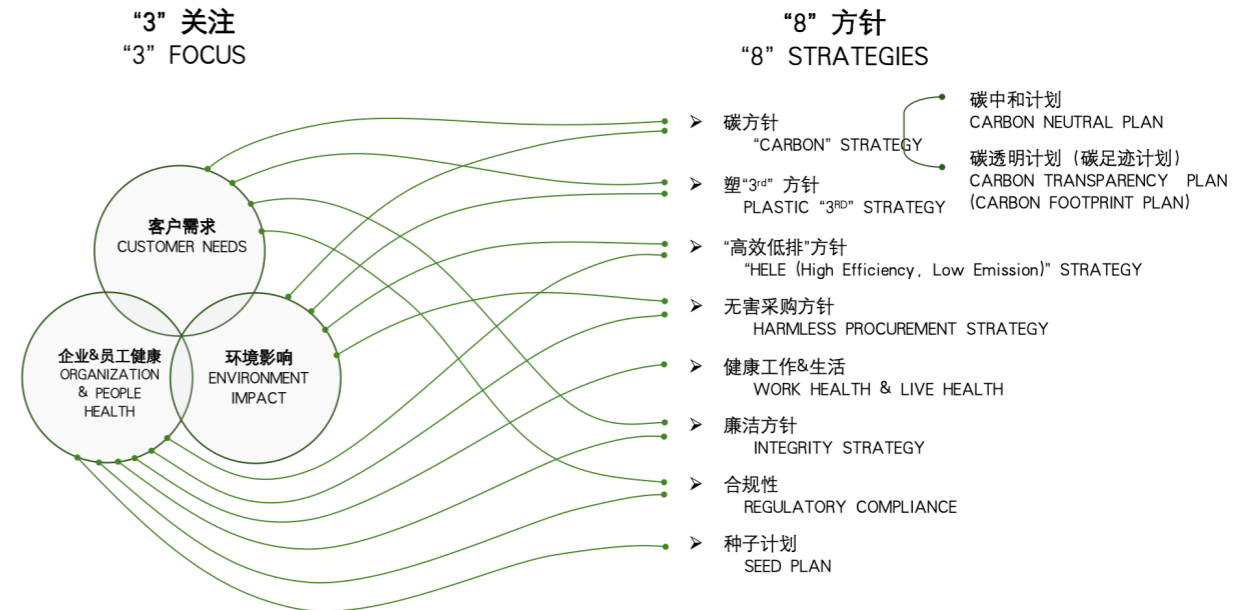 “3” 关注
“3” FOCUS
“8” 方针
“8” STRATEGIES
客户需求
CUSTOMER NEEDS
企业&员工健康
ORGANIZATION
& PEOPLE
HEALTH
环境影响
ENVIRONMENT
IMPACT
碳方针
“CARBON” STRATEGY
碳中和计划
CARBON NEUTRAL PLAN
碳透明计划（碳足迹计划）
CARBON TRANSPARENCY PLAN
(CARBON FOOTPRINT PLAN)
塑“3rd” 方针
PLASTIC “3RD” STRATEGY
“高效低排”方针
“HELE (High Efficiency, Low Emission)” STRATEGY
无害采购方针
HARMLESS PROCUREMENT STRATEGY
健康工作&生活
WORK HEALTH & LIVE HEALTH
廉洁方针
INTEGRITY STRATEGY
合规性
REGULATORY COMPLIANCE
种子计划
SEED PLAN